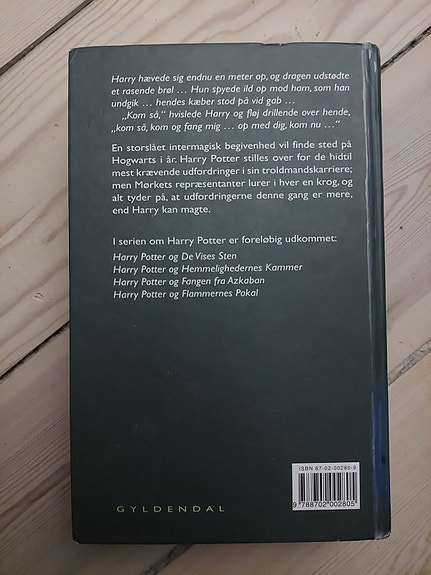 Harry hævede sig endnu en meter op, og dragen udstødte
et rasende brøl ... Hun spyede ild op mod ham, som han
undgik ... hendes kæber stod på vid gab ...
„Kom så,“ hvislede Harry og fløj drillende over hende,
„kom så, kom og fang mig ... op med dig, kom nu ...“
En storslået intermagisk begivenhed vil finde sted på
Hogwarts i år. Harry Potter stilles over for de hidtil
mest krævende udfordringer i sin troldmandskarriere;
men Mørkets repræsentanter lurer i hver en krog, og
alt tyder på, at udfordringerne denne gang er mere,
end Harry kan magte.
I serien om Harry Potter er foreløbig udkommet:
Harry Potter og De Vises Sten
Harry Potter og Hemmelighedernes Kammer
Harry Potter og Fangen fra Azkaban
Harry Potter og Flammernes Pokal
ISBN 87-02-00280-9
9 788702 002805
GYLDENDAL